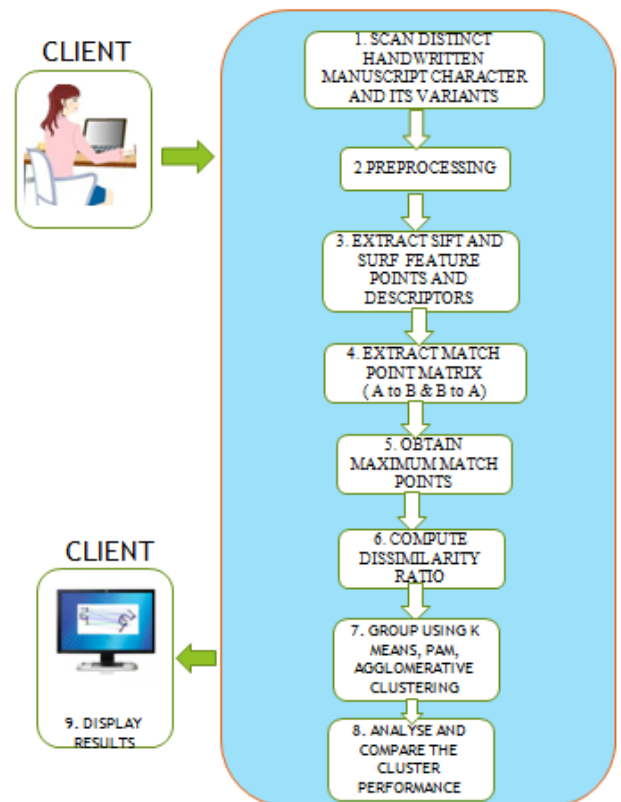 CLIENT
1. SCAN DISTINCT
HANDWRITTEN
MANUSCRIPT CHARACTER
AND ITS VARIANTS
2.PREPROCESSING
3. EXTRACT SIFT AND
SURF FEATURE
POINTS AND
DESCRIPTORS
4. EXTRACT MATCH
POINT MATRIX
( A to B & B to A)
5. OBTAIN
MAXIMUM MATCH
POINTS
6. COMPUTE
DISSIMILARITY
RATIO
7. GROUP USING K
MEANS, PAM,
AGGLOMERATIVE
CLUSTERING
8. ANALYSE AND
COMPARE THE
CLUSTER
PERFORMANCE
CLIENT
9. DISPLAY
RESULTS